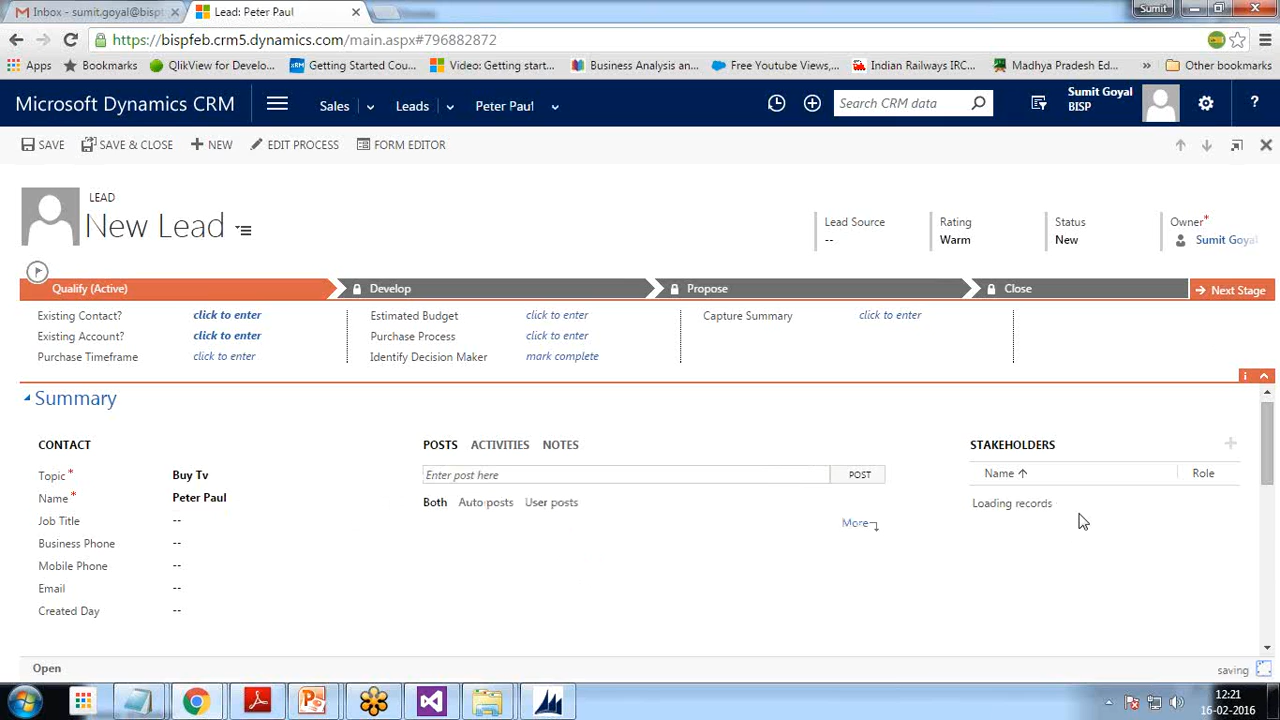 Inbox - sumit.goyal@bisp
Lead: Peter Paul
Sumit
https://bispfeb.crm5.dynamics.com/main.aspx#796882872
Apps
Bookmarks
QlikView for Develo...
Getting Started Cou...
Video: Getting start...
Business Analysis an...
Free Youtube Views,...
Indian Railways IRC...
Madhya Pradesh Ed...
»
Other bookmarks
Microsoft Dynamics CRM
Sales
Leads
Peter Paul
Search CRM data
Sumit Goyal
BISP
?
SAVE
SAVE & CLOSE
NEW
EDIT PROCESS
FORM EDITOR
LEAD
New Lead
Lead Source
--
Rating
Warm
Status
New
Owner*
Sumit Goya
Qualify (Active)
Develop
Propose
Close
Next Stage
Existing Contact? click to enter
Existing Account? click to enter
Purchase Timeframe click to enter
Estimated Budget click to enter
Purchase Process click to enter
Identify Decision Maker mark complete
Capture Summary click to enter
i
Summary
CONTACT
Topic* Buy Tv
Name* Peter Paul
Job Title --
Business Phone --
Mobile Phone --
Email --
Created Day --
POSTS ACTIVITIES NOTES
Enter post here
POST
Both Auto posts User posts
More
STAKEHOLDERS
Name Role
Loading records
Open
saving
12:21
16-02-2016